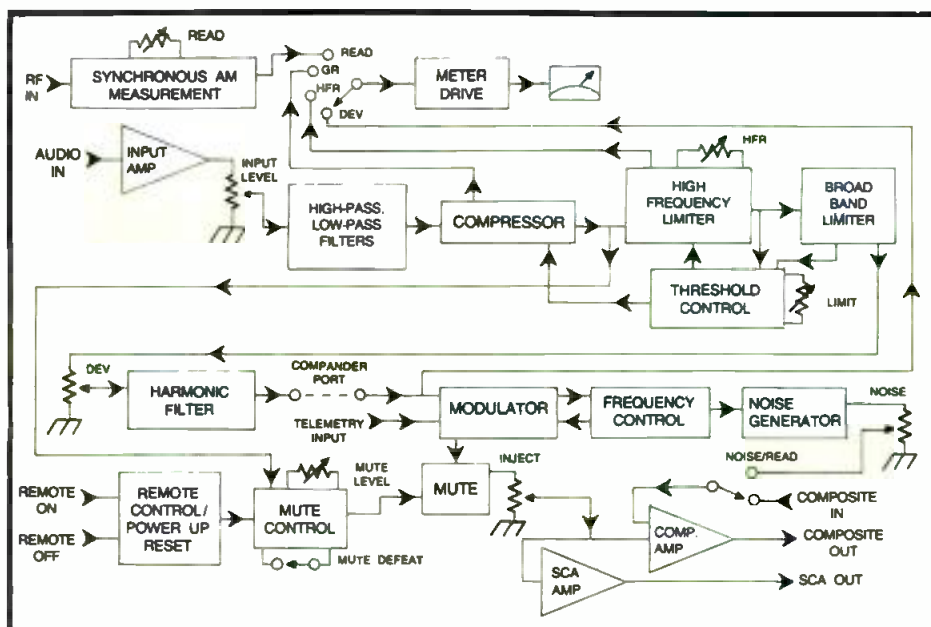 READ
READ
RF
IN
SYNCHRONOUS AM
MEASUREMENT
GR
HFR
DEV
METER
DRIVE
AUDIO
IN
INPUT
AMP
INPUT
LEVEL
HIGH-PASS,
LOW-PASS
FILTERS
COMPRESSOR
HFR
HIGH
FREQUENCY
LIMITER
BROAD
BAND
LIMITER
THRESHOLD
CONTROL
LIMIT
DEV
HARMONIC
FILTER
COMPANDER
PORT
TELEMETRY
INPUT
MODULATOR
FREQUENCY
CONTROL
NOISE
GENERATOR
NOISE
NOISE/READ
REMOTE
ON
REMOTE
OFF
REMOTE
CONTROL/
POWER UP
RESET
MUTE
LEVEL
MUTE
CONTROL
MUTE DEFEAT
MUTE
INJECT
COMPOSITE
IN
COMP.
AMP
COMPOSITE
OUT
SCA
AMP
SCA OUT